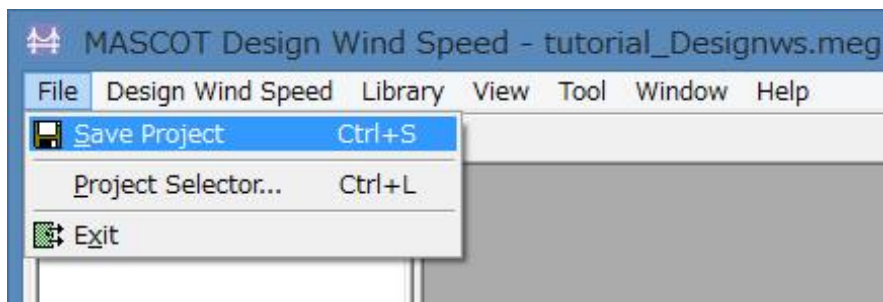 MASCOT Design Wind Speed - tutorial_Designws.meg
File Design Wind Speed Library View Tool Window Help
Save Project Ctrl+S
Project Selector... Ctrl+L
Exit